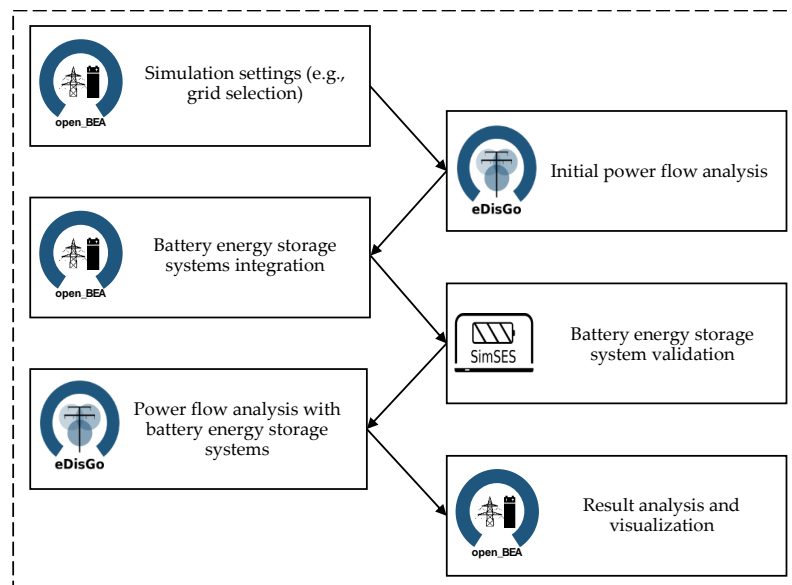 Simulation settings (e.g.,
grid selection)
open_BEA
Initial power flow analysis
eDisGo
Battery energy storage
systems integration
open_BEA
Battery energy storage
system validation
SimSES
Power flow analysis with
battery energy storage
systems
eDisGo
Result analysis and
visualization
open_BEA